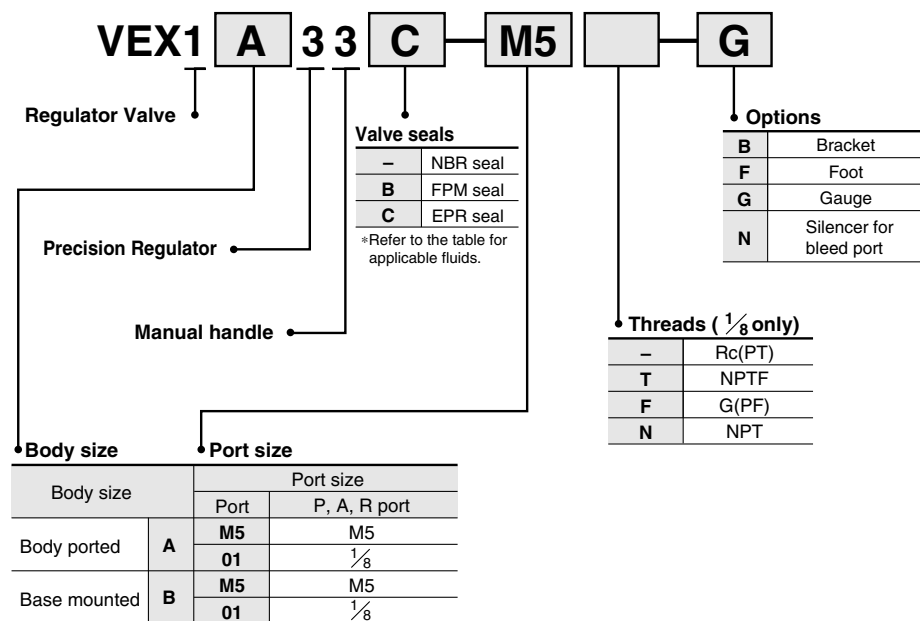 VEX1 A 3 3 C — M5 — G
Regulator Valve
Precision Regulator
Manual handle
Valve seals
– NBR seal
B FPM seal
C EPR seal
*Refer to the table for
applicable fluids.
Options
B Bracket
F Foot
G Gauge
N Silencer for
bleed port
Threads ( 1/8 only)
– Rc(PT)
T NPTF
F G(PF)
N NPT
Body size
Port size
Body size Port size
Port P, A, R port
Body ported A M5 M5
01 1/8
Base mounted B M5 M5
01 1/8